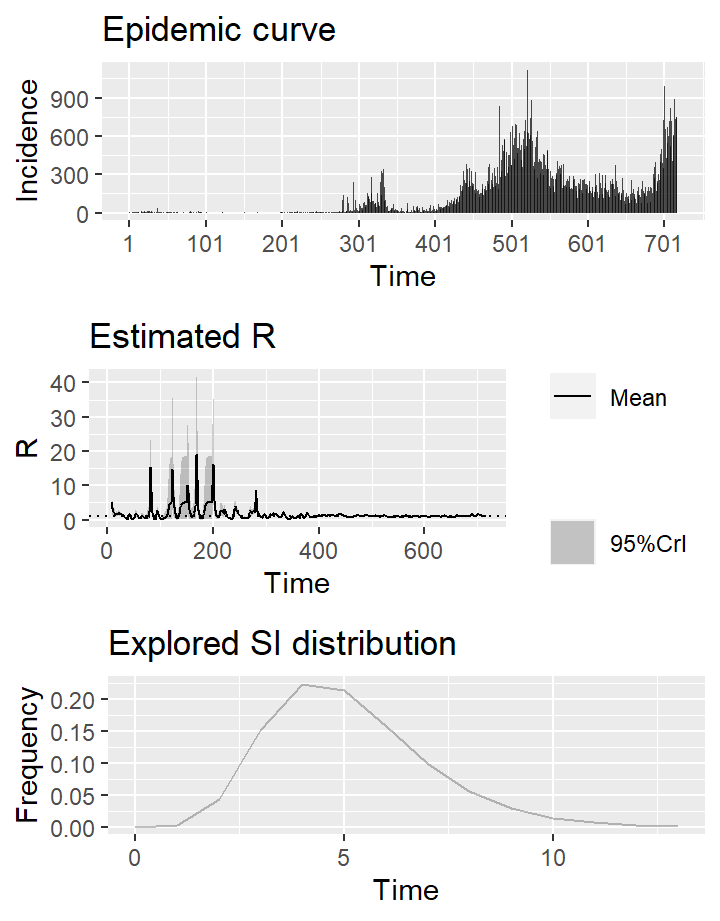 Epidemic curve
Incidence
900
600
300
0
1 101 201 301 401 501 601 701
Time
Estimated R
R
40
30
20
10
0
0 200 400 600
Time
Mean
95%CrI
Explored SI distribution
Frequency
0.20
0.15
0.10
0.05
0.00
0 5 10
Time